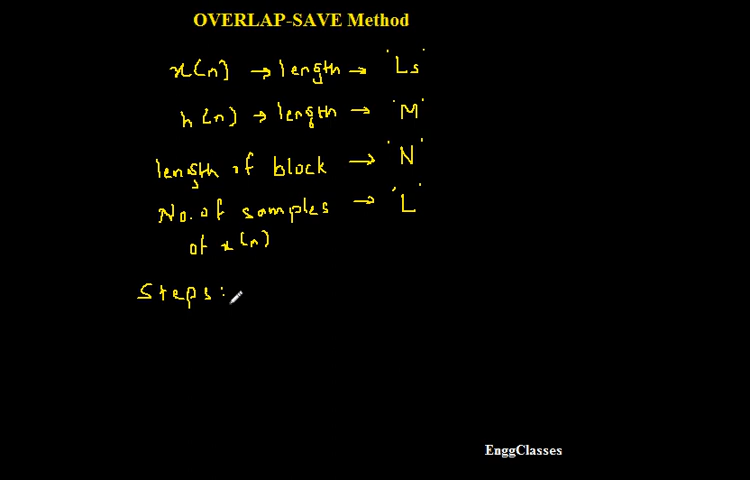 OVERLAP-SAVE Method
x(n) → length → 'Ls'
h(n) → length → 'M'
length of block → 'N'
No. of samples → 'L'
of x(n)
Steps:
EnggClasses